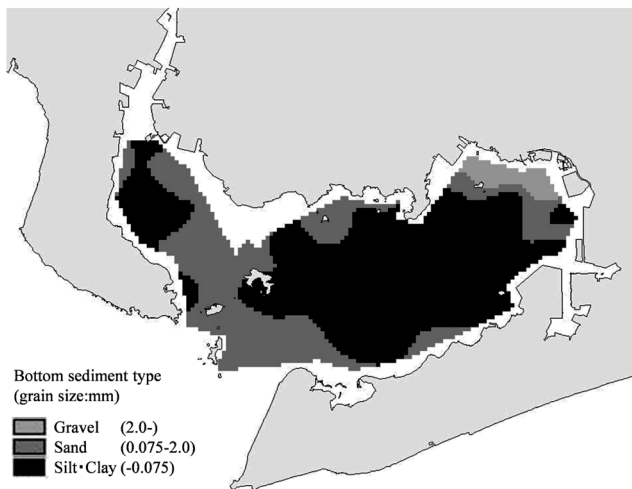 Bottom sediment type
(grain size:mm)
Gravel (2.0-)
Sand (0.075-2.0)
Silt・Clay (-0.075)